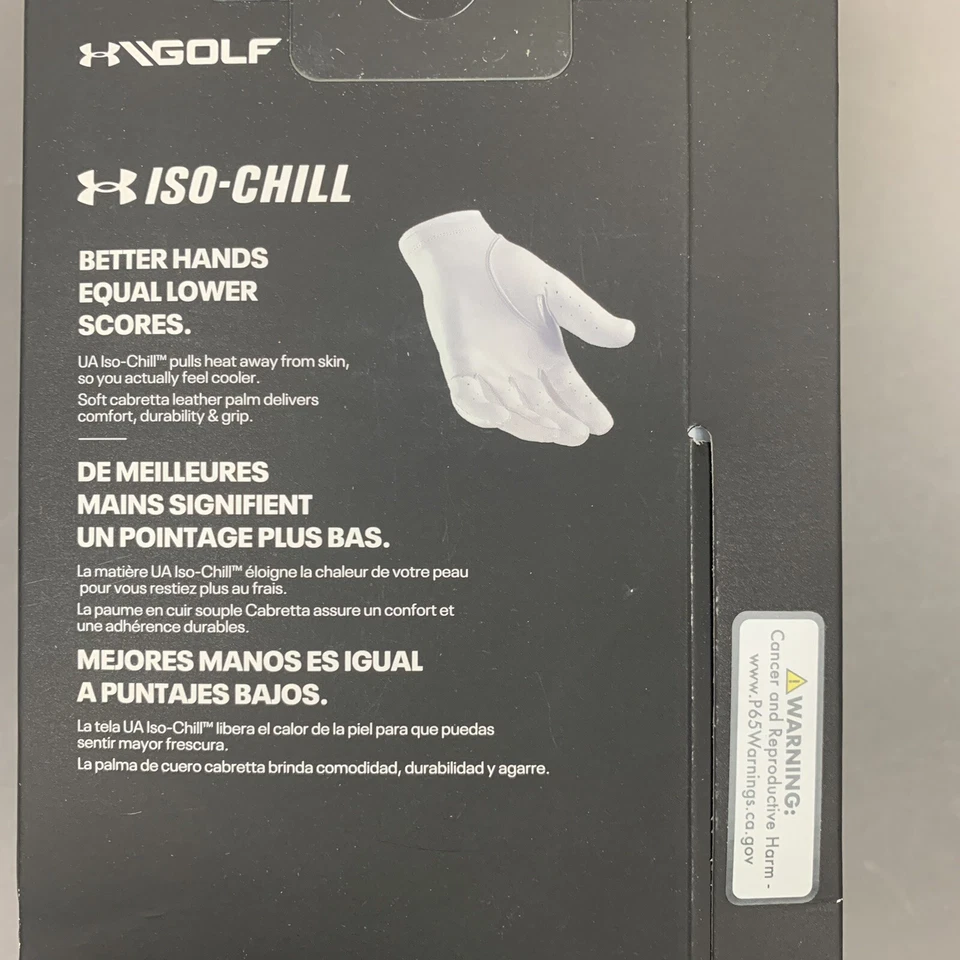 GOLF
ISO-CHILL
BETTER HANDS
EQUAL LOWER
SCORES.
UA Iso-Chill™ pulls heat away from skin,
so you actually feel cooler.
Soft cabretta leather palm delivers
comfort, durability & grip.
DE MEILLEURES
MAINS SIGNIFIENT
UN POINTAGE PLUS BAS.
La matière UA Iso-Chill™ éloigne la chaleur de votre peau
pour vous restiez plus au frais.
La paume en cuir souple Cabretta assure un confort et
une adhérence durables.
MEJORES MANOS ES IGUAL
A PUNTAJES BAJOS.
La tela UA Iso-Chill™ libera el calor de la piel para que puedas
sentir mayor frescura.
La palma de cuero cabretta brinda comodidad, durabilidad y agarre.
WARNING:
Cancer and Reproductive Harm -
www.P65Warnings.ca.gov